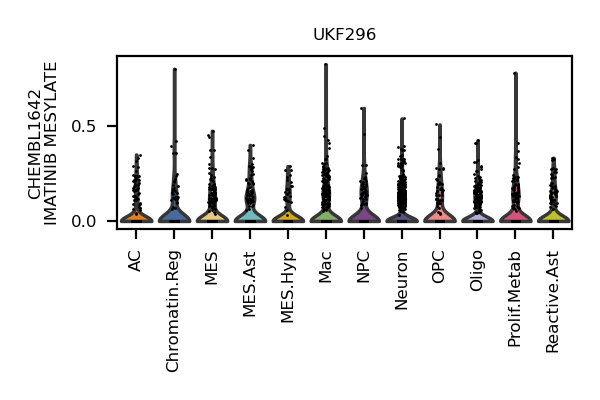 UKF296
CHEMBL1642
IMATINIB MESYLATE
0.5
0.0
AC
Chromatin.Reg
MES
MES.Ast
MES.Hyp
Mac
NPC
Neuron
OPC
Oligo
Prolif.Metab
Reactive.Ast